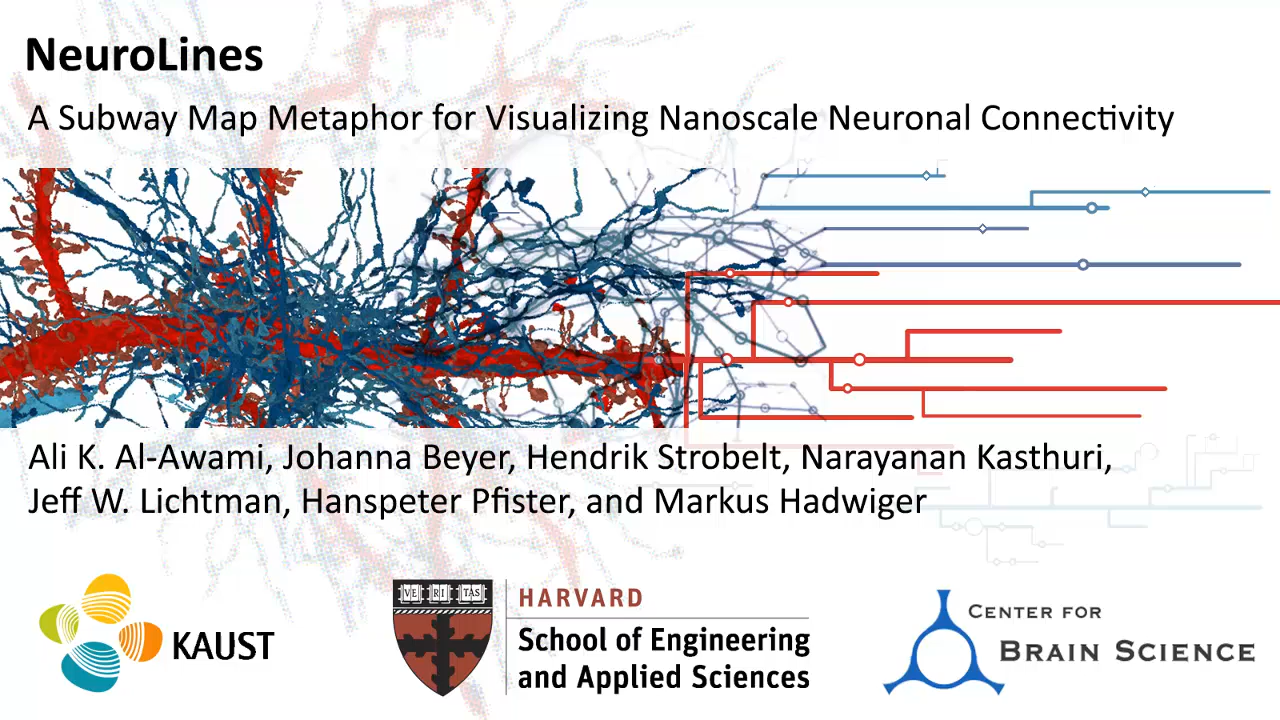 NeuroLines
A Subway Map Metaphor for Visualizing Nanoscale Neuronal Connectivity
Ali K. Al-Awami, Johanna Beyer, Hendrik Strobelt, Narayanan Kasthuri,
Jeff W. Lichtman, Hanspeter Pfister, and Markus Hadwiger
KAUST
VE RI TAS
HARVARD
School of Engineering
and Applied Sciences
CENTER FOR
BRAIN SCIENCE